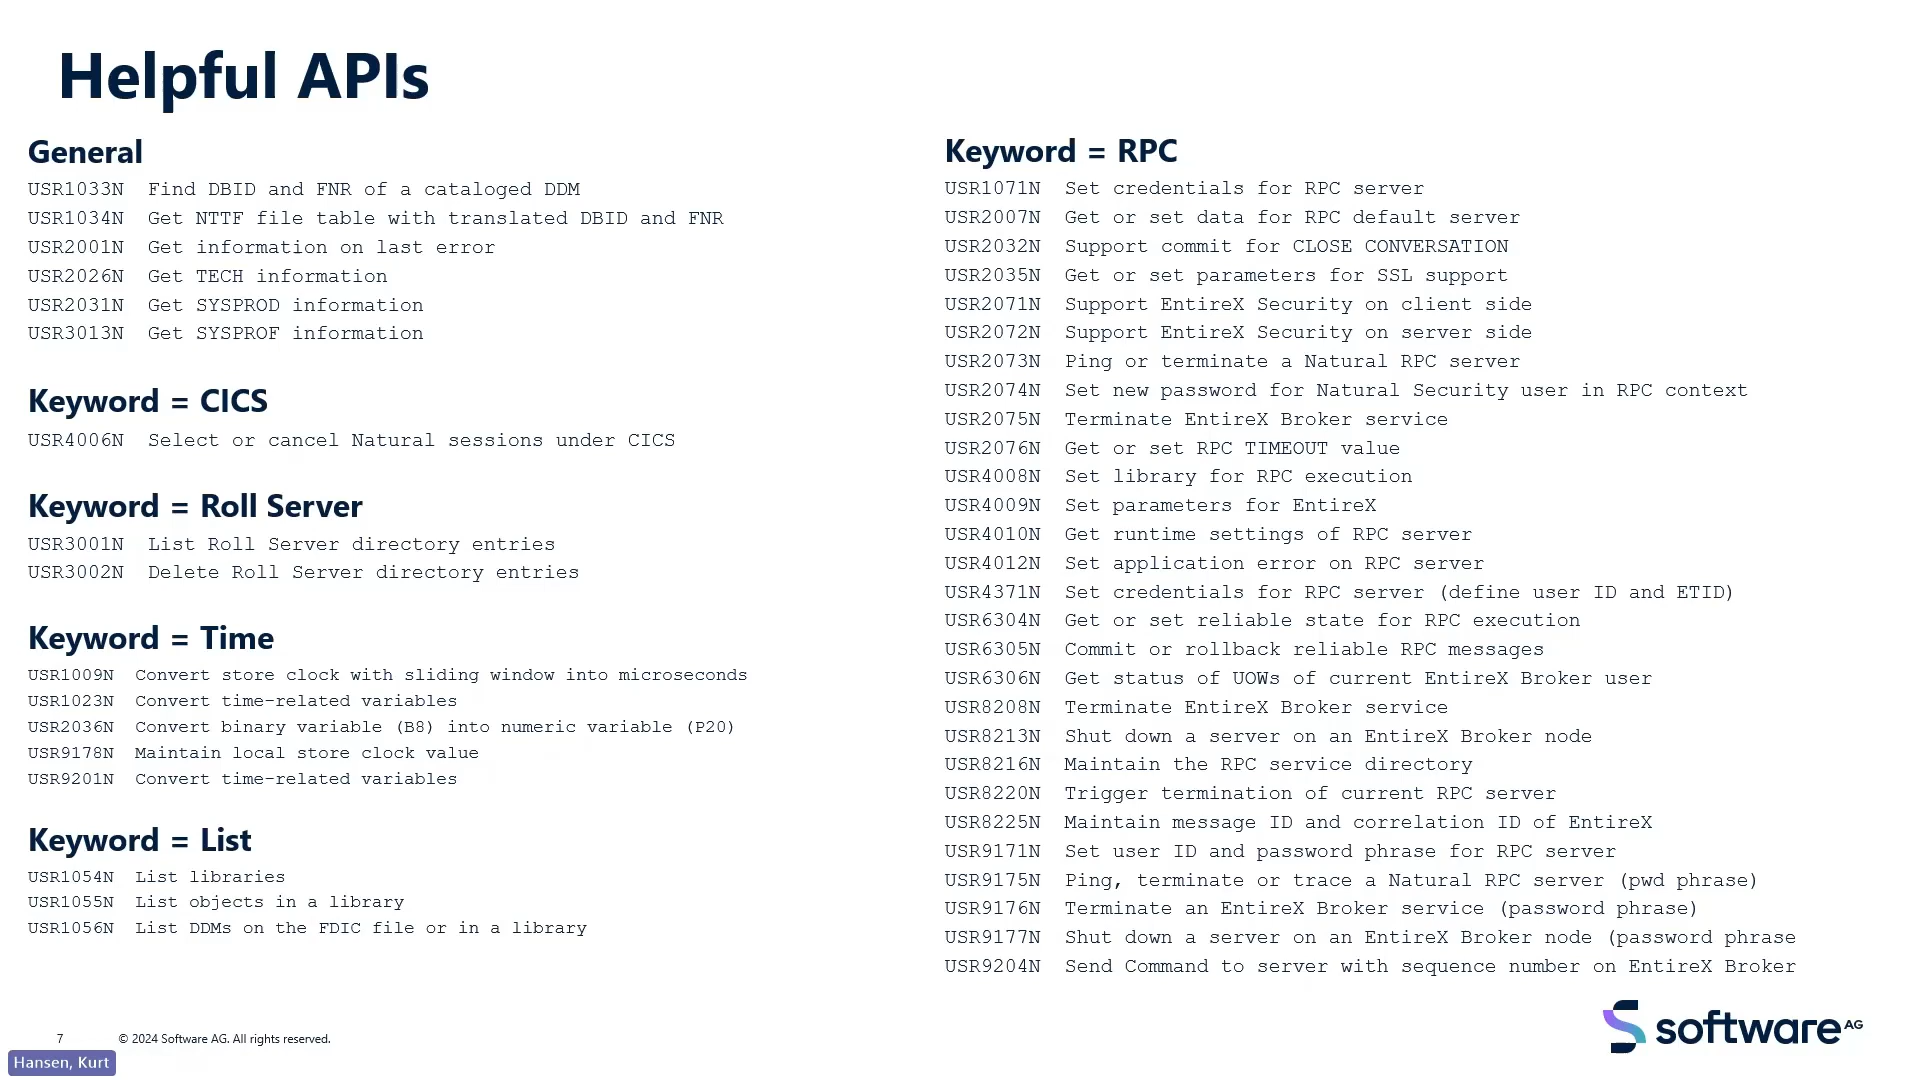 Helpful APIs
General
USR1033N  Find DBID and FNR of a cataloged DDM
USR1034N  Get NTTF file table with translated DBID and FNR
USR2001N  Get information on last error
USR2026N  Get TECH information
USR2031N  Get SYSPROD information
USR3013N  Get SYSPROF information
Keyword = CICS
USR4006N  Select or cancel Natural sessions under CICS
Keyword = Roll Server
USR3001N  List Roll Server directory entries
USR3002N  Delete Roll Server directory entries
Keyword = Time
USR1009N  Convert store clock with sliding window into microseconds
USR1023N  Convert time-related variables
USR2036N  Convert binary variable (B8) into numeric variable (P20)
USR9178N  Maintain local store clock value
USR9201N  Convert time-related variables
Keyword = List
USR1054N  List libraries
USR1055N  List objects in a library
USR1056N  List DDMs on the FDIC file or in a library
Keyword = RPC
USR1071N  Set credentials for RPC server
USR2007N  Get or set data for RPC default server
USR2032N  Support commit for CLOSE CONVERSATION
USR2035N  Get or set parameters for SSL support
USR2071N  Support EntireX Security on client side
USR2072N  Support EntireX Security on server side
USR2073N  Ping or terminate a Natural RPC server
USR2074N  Set new password for Natural Security user in RPC context
USR2075N  Terminate EntireX Broker service
USR2076N  Get or set RPC TIMEOUT value
USR4008N  Set library for RPC execution
USR4009N  Set parameters for EntireX
USR4010N  Get runtime settings of RPC server
USR4012N  Set application error on RPC server
USR4371N  Set credentials for RPC server (define user ID and ETID)
USR6304N  Get or set reliable state for RPC execution
USR6305N  Commit or rollback reliable RPC messages
USR6306N  Get status of UOWs of current EntireX Broker user
USR8208N  Terminate EntireX Broker service
USR8213N  Shut down a server on an EntireX Broker node
USR8216N  Maintain the RPC service directory
USR8220N  Trigger termination of current RPC server
USR8225N  Maintain message ID and correlation ID of EntireX
USR9171N  Set user ID and password phrase for RPC server
USR9175N  Ping, terminate or trace a Natural RPC server (pwd phrase)
USR9176N  Terminate an EntireX Broker service (password phrase)
USR9177N  Shut down a server on an EntireX Broker node (password phrase
USR9204N  Send Command to server with sequence number on EntireX Broker
7
© 2024 Software AG. All rights reserved.
Hansen, Kurt
software AG